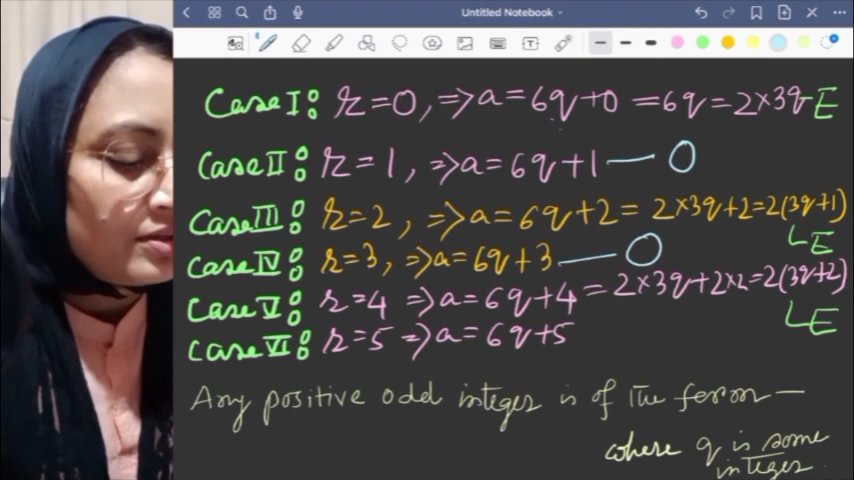 Untitled Notebook
Case I: r=0, ⇒ a=6q+0 =6q=2×3q E
Case II: r=1, ⇒ a=6q+1 — O
Case III: r=2, ⇒ a=6q+2= 2×3q+2=2(3q+1)
E
Case IV: r=3, ⇒ a=6q+3 — O
Case V: r=4 ⇒ a=6q+4 = 2×3q+2×2=2(3q+2)
E
Case VI: r=5 ⇒ a=6q+5
Any positive odd integer is of the form —
where q is some
integer.